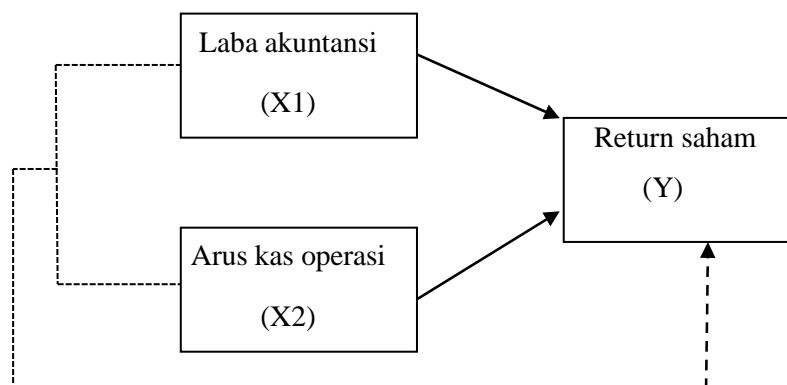 Laba akuntansi
(X1)
Return saham
(Y)
Arus kas operasi
(X2)